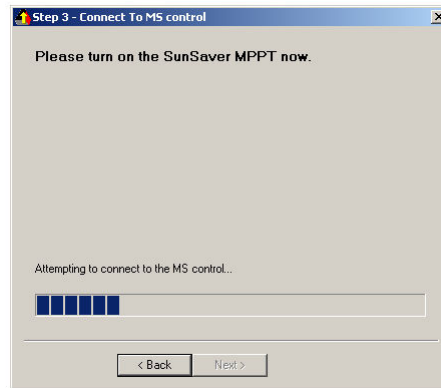 Step 3 - Connect To MS control
Please turn on the SunSaver MPPT now.
Attempting to connect to the MS control...
< Back
Next >